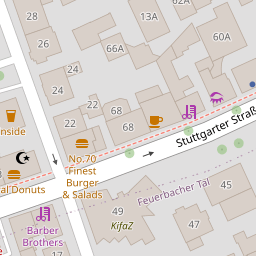 28
26
13A
60A
66A
24
24
22
22
68
68
nside
No.70
Finest
Burger
& Salads
al Donuts
Stuttgarter Straß
Feuerbacher Tal
45
47
49
KifaZ
Barber
Brothers